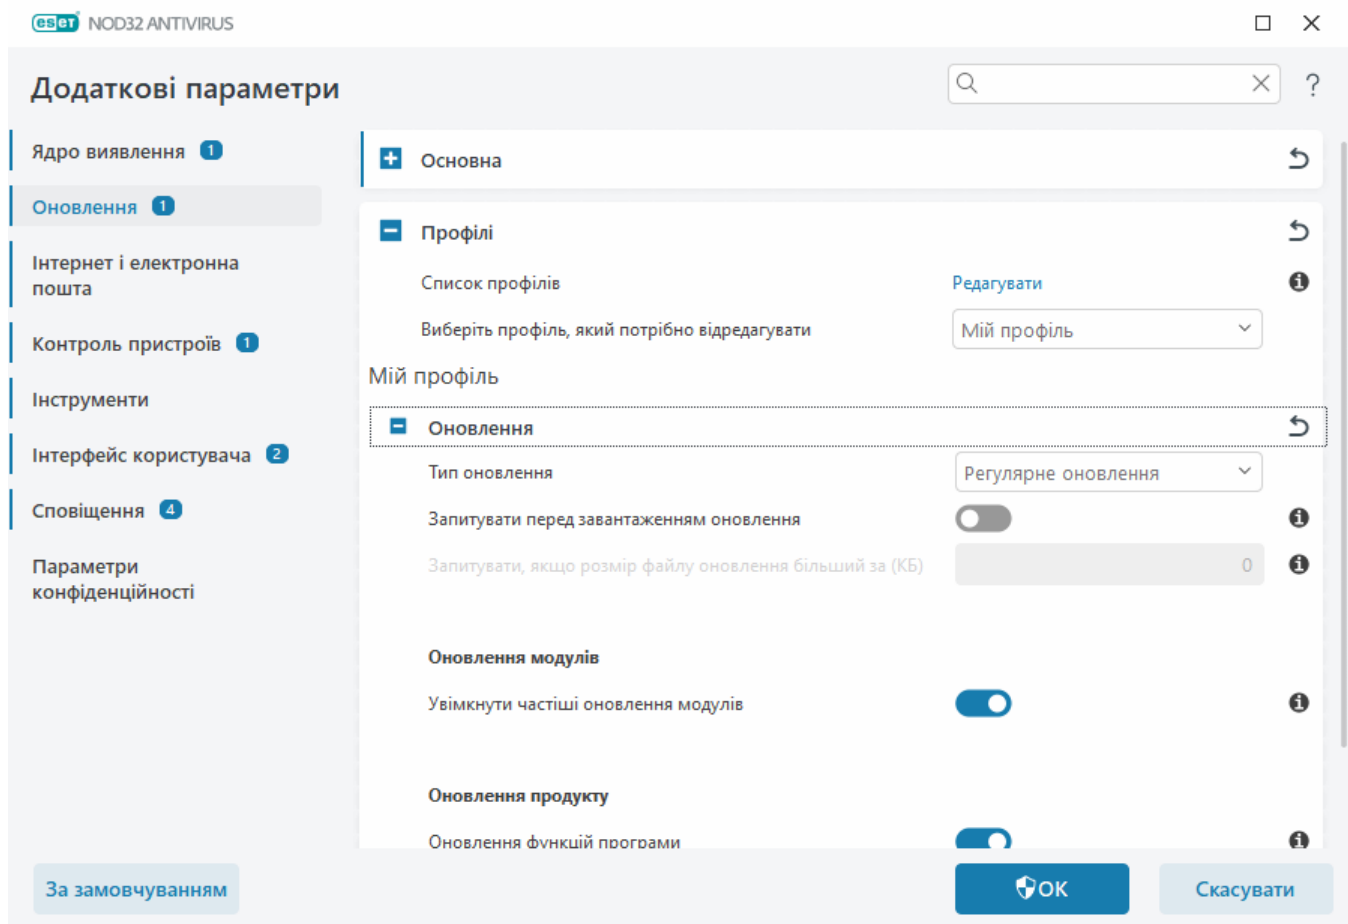 eset NOD32 ANTIVIRUS
Додаткові параметри
?
Ядро виявлення 1
Оновлення 1
Інтернет і електронна
пошта
Контроль пристроїв 1
Інструменти
Інтерфейс користувача 2
Сповіщення 4
Параметри
конфіденційності
Основна
Профілі
Список профілів Редагувати
Виберіть профіль, який потрібно відредагувати Мій профіль
Мій профіль
Оновлення
Тип оновлення Регулярне оновлення
Запитувати перед завантаженням оновлення
Запитувати, якщо розмір файлу оновлення більший за (КБ) 0
Оновлення модулів
Увімкнути частіші оновлення модулів
Оновлення продукту
Оновлення функцій програми
За замовчуванням
ОК
Скасувати